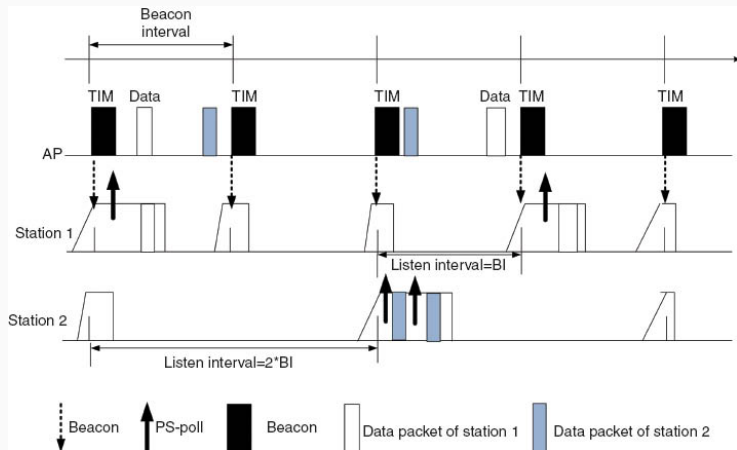 Beacon
interval
TIM Data TIM TIM Data TIM TIM
AP
Station 1
Listen interval=BI
Station 2
Listen interval=2*BI
Beacon PS-poll Beacon Data packet of station 1 Data packet of station 2